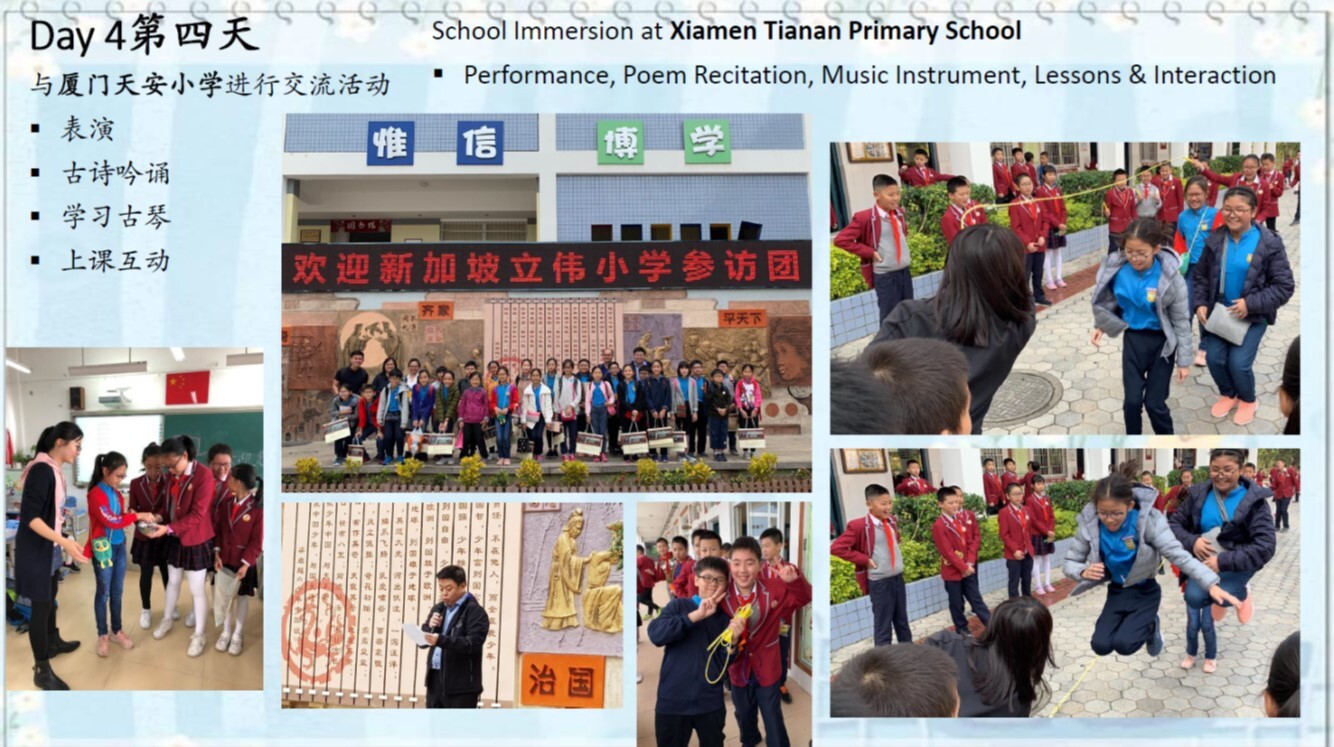 Day 4第四天
与厦门天安小学进行交流活动
▪ 表演
▪ 古诗吟诵
▪ 学习古琴
▪ 上课互动
School Immersion at Xiamen Tianan Primary School
▪ Performance, Poem Recitation, Music Instrument, Lessons & Interaction
惟信 博学
欢迎新加坡立伟小学参访团
齐家
平天下
治国